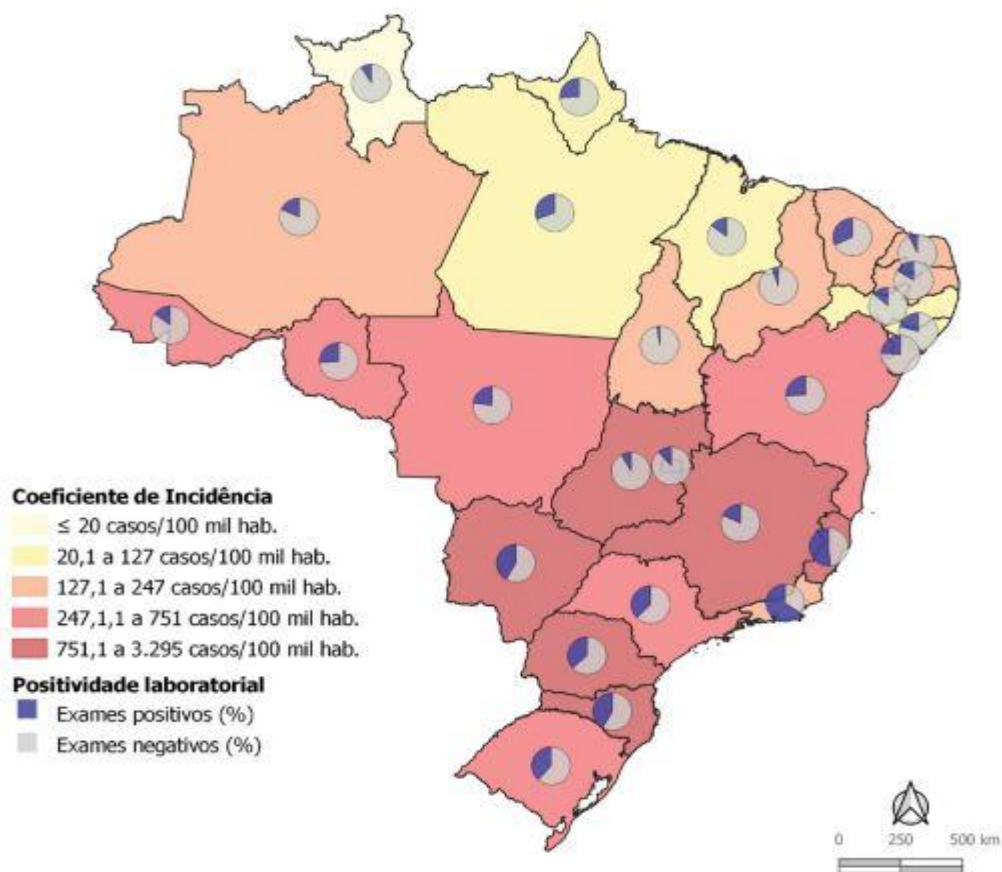 Coeficiente de Incidência
≤ 20 casos/100 mil hab.
20,1 a 127 casos/100 mil hab.
127,1 a 247 casos/100 mil hab.
247,1,1 a 751 casos/100 mil hab.
751,1 a 3.295 casos/100 mil hab.
Positividade laboratorial
Exames positivos (%)
Exames negativos (%)
0 250 500 km